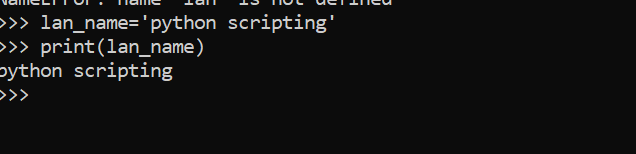 NameError: name 'lan' is not defined
>>> lan_name='python scripting'
>>> print(lan_name)
python scripting
>>>